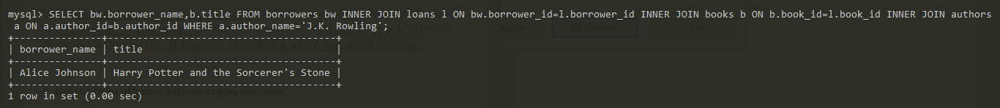 mysql> SELECT bw.borrower_name,b.title FROM borrowers bw INNER JOIN loans l ON bw.borrower_id=l.borrower_id INNER JOIN books b ON b.book_id=l.book_id INNER JOIN authors
 a ON a.author_id=b.author_id WHERE a.author_name='J.K. Rowling';
+---------------+---------------------------------------+
| borrower_name | title                                 |
+---------------+---------------------------------------+
| Alice Johnson | Harry Potter and the Sorcerer's Stone |
+---------------+---------------------------------------+
1 row in set (0.00 sec)